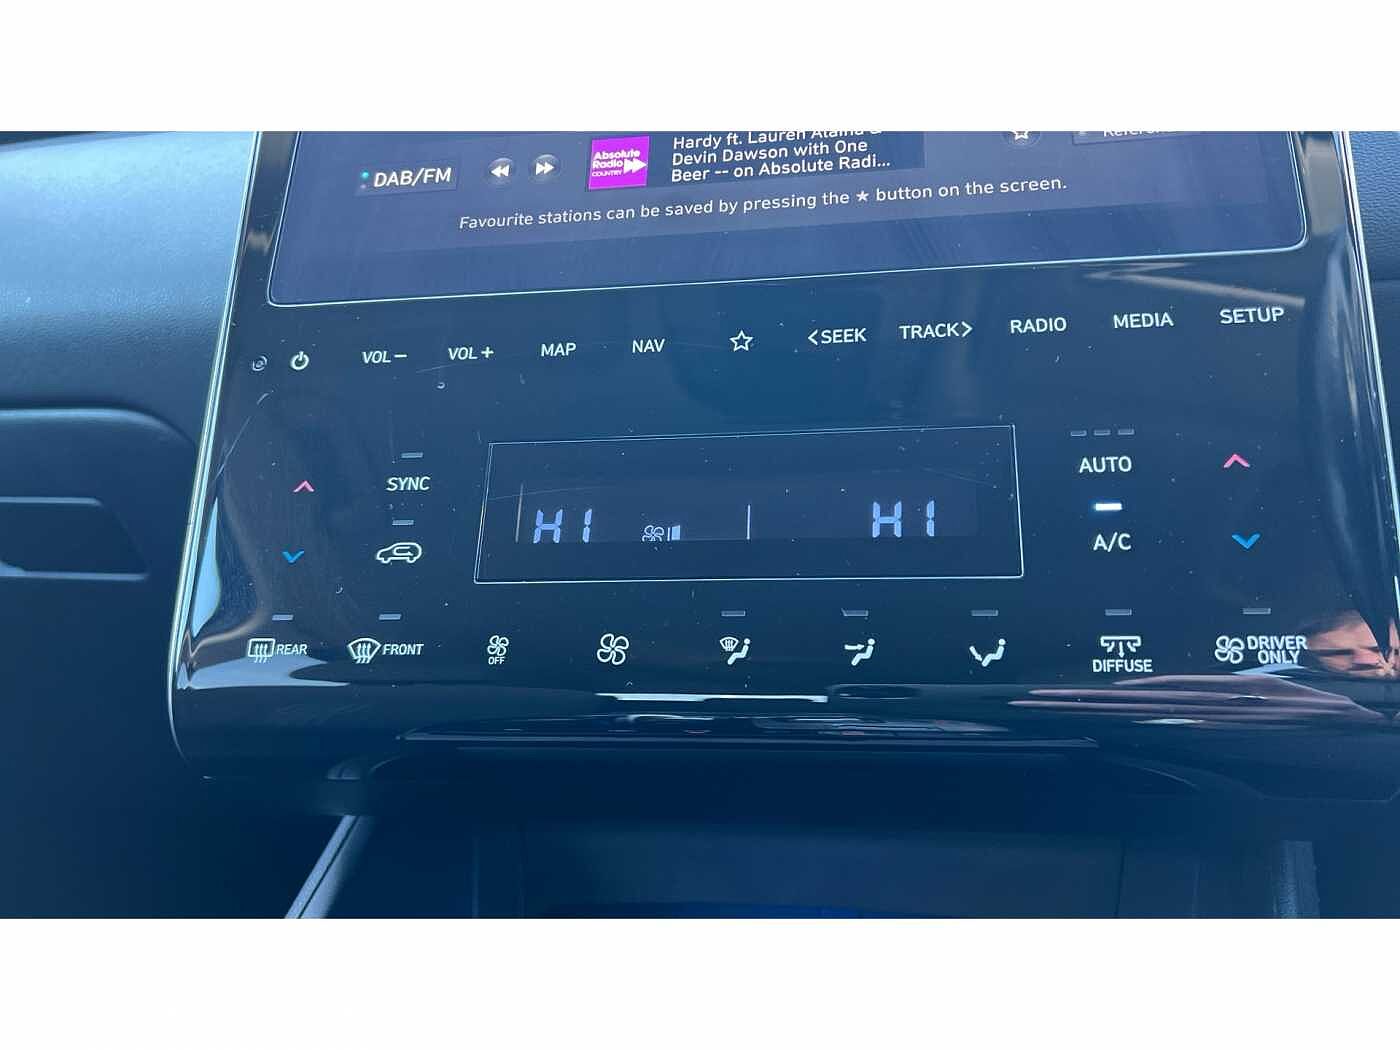 Hardy ft. Lauren Alaina &
DAB/FM
Absolute
Radio
COUNTRY
Devin Dawson with One
Beer -- on Absolute Radi...
Favourite stations can be saved by pressing the ★ button on the screen.
VOL−
VOL+
MAP
NAV
<SEEK
TRACK>
RADIO
MEDIA
SETUP
SYNC
AUTO
HI
HI
A/C
REAR
FRONT
OFF
DIFFUSE
DRIVER
ONLY